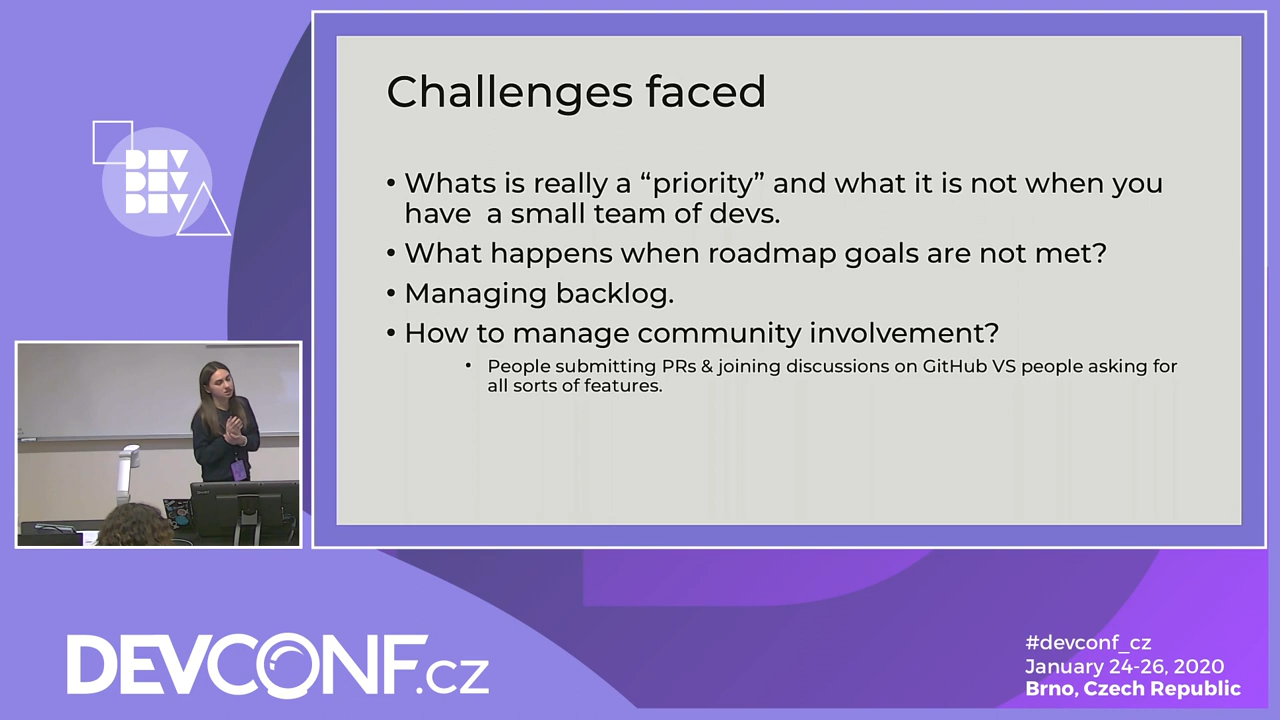 Challenges faced
• Whats is really a “priority” and what it is not when you
have a small team of devs.
• What happens when roadmap goals are not met?
• Managing backlog.
• How to manage community involvement?
• People submitting PRs & joining discussions on GitHub VS people asking for
all sorts of features.
DEV
DEV
DEV
DEVCONF.cz
#devconf_cz
January 24-26, 2020
Brno, Czech Republic